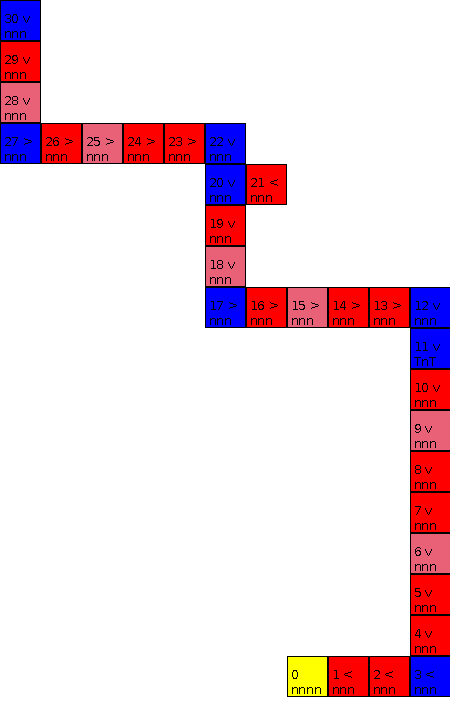 30 v
nnn
29 v
nnn
28 v
nnn
27 > 26 > 25 > 24 > 23 > 22 v
nnn nnn nnn nnn nnn nnn
20 v 21 <
nnn nnn
19 v
nnn
18 v
nnn
17 > 16 > 15 > 14 > 13 > 12 v
nnn nnn nnn nnn nnn nnn
11 v
10 v
nnn
9 v
nnn
8 v
nnn
7 v
nnn
6 v
nnn
5 v
nnn
4 v
nnn
0 1 < 2 < 3 <
nnnn nnn nnn nnn